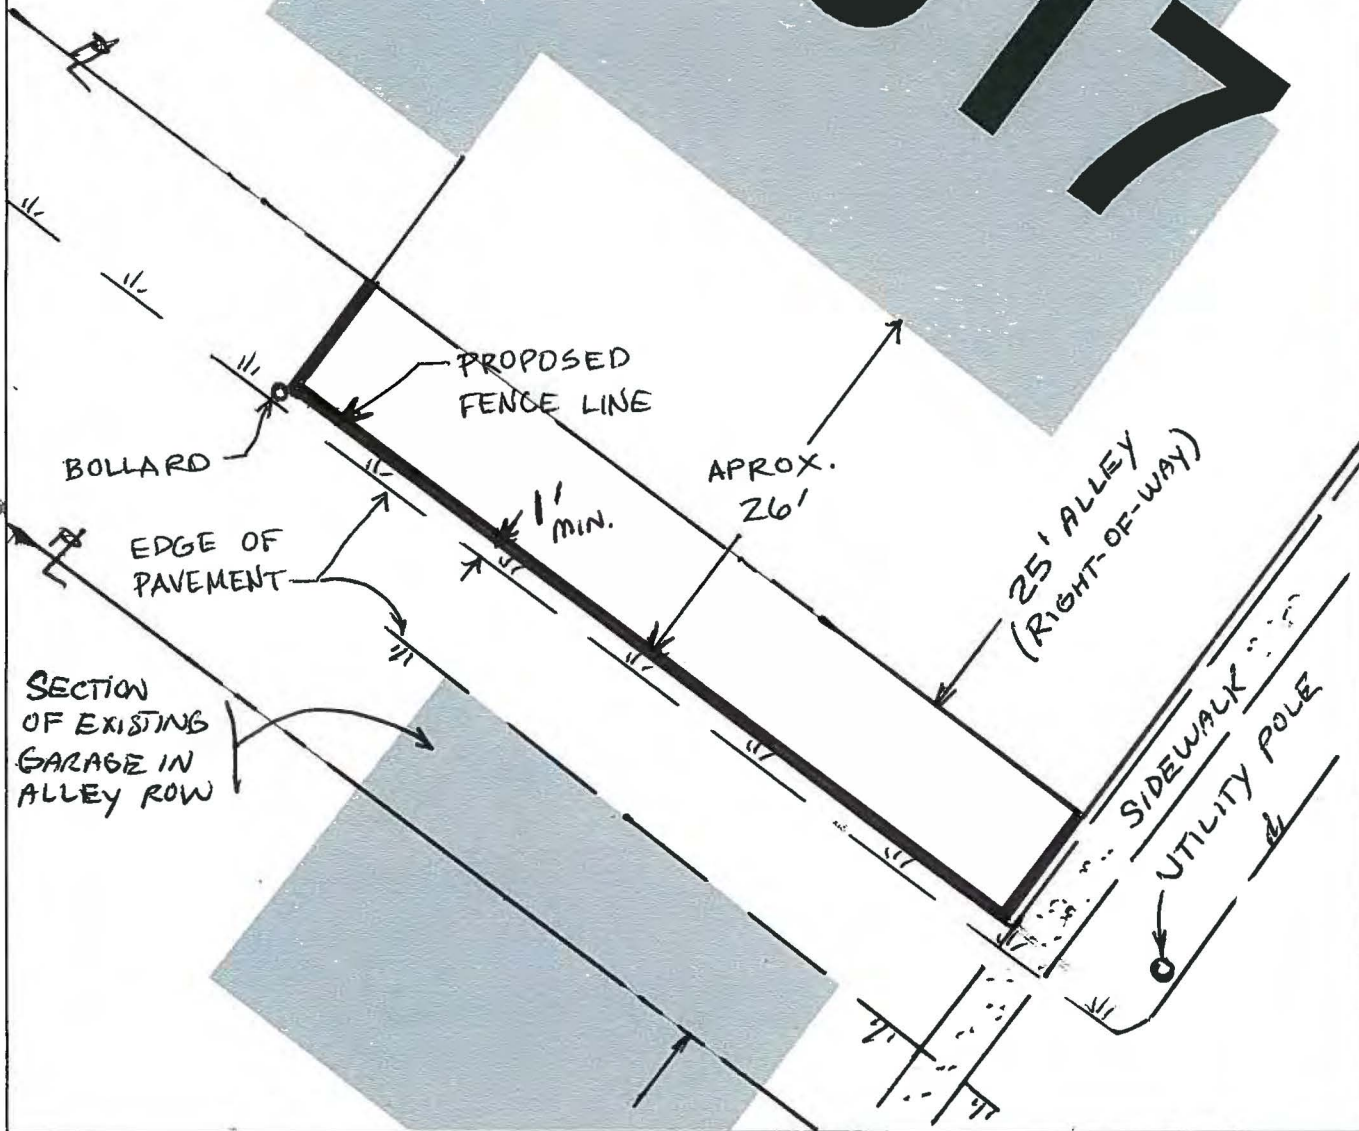 7
PROPOSED
FENCE LINE
BOLLARD
APROX.
26'
25' ALLEY
(RIGHT-OF-WAY)
1' MIN.
EDGE OF
PAVEMENT
SECTION
OF EXISTING
GARAGE IN
ALLEY ROW
SIDEWALK
UTILITY POLE